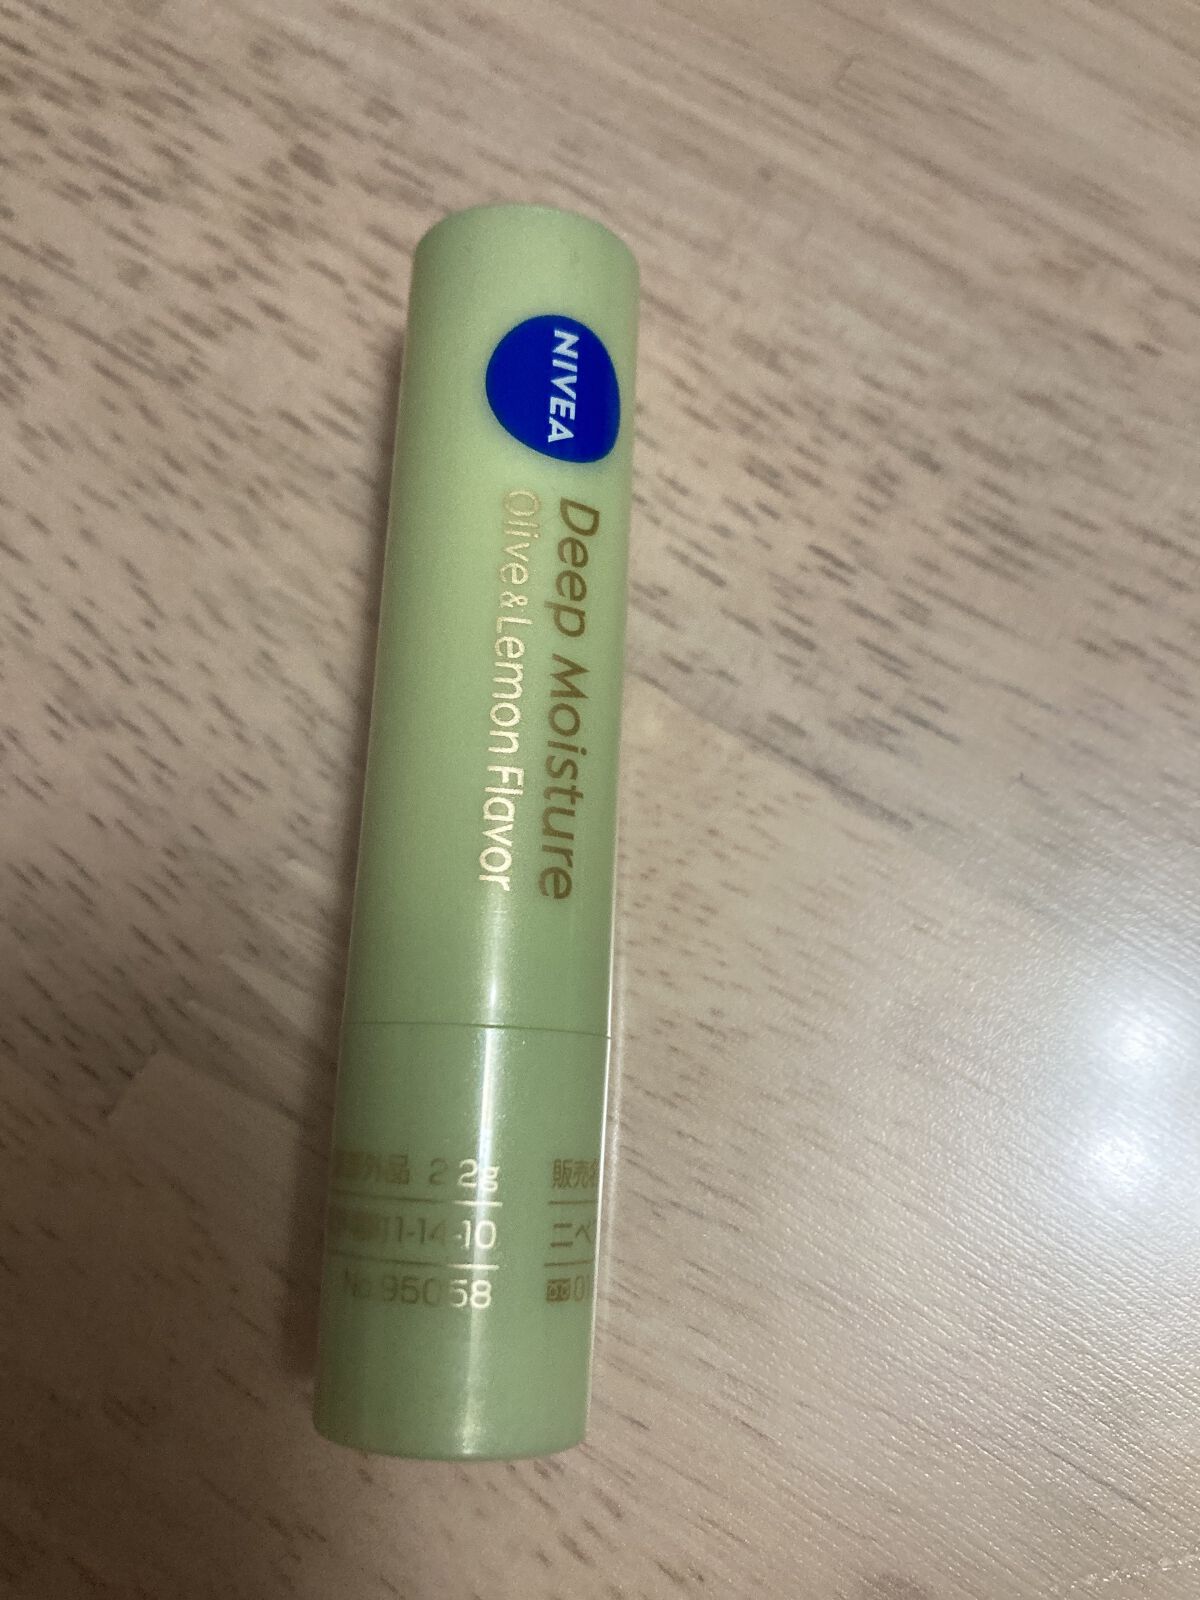 NIVEA
Deep Moisture
Olive&Lemon Flavor
外品 2.2g
1-14-10
No.95058
販売名
ニベ